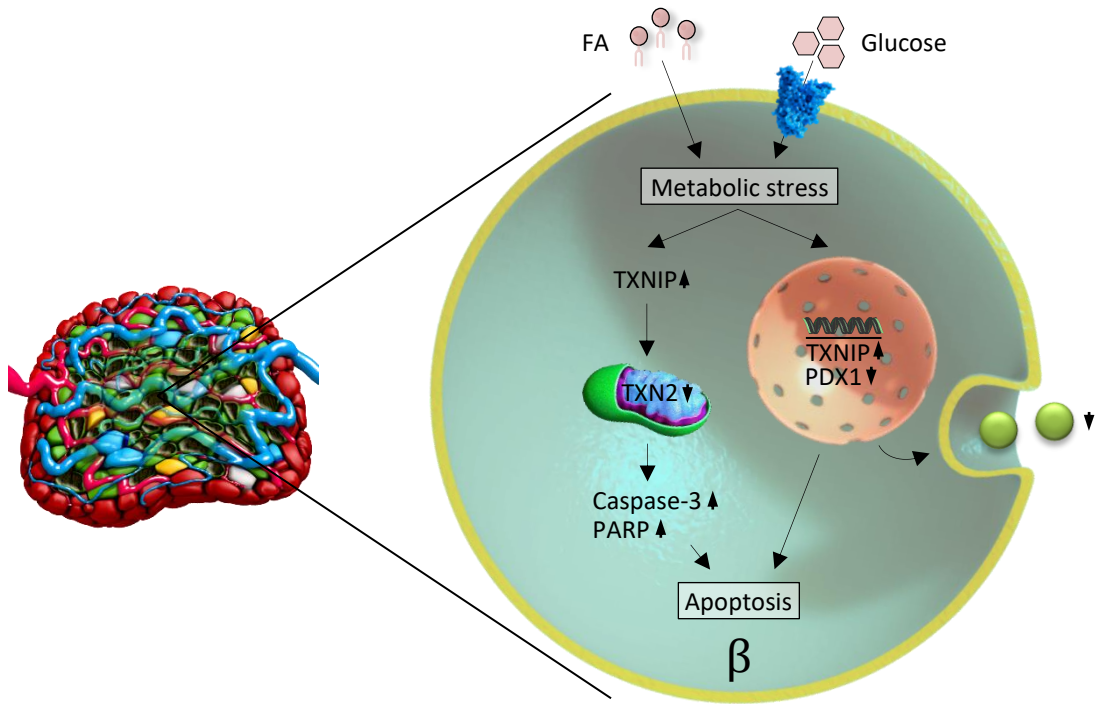 FA
Glucose
Metabolic stress
TXNIP
TXNIP
PDX1
TXN2
Caspase-3
PARP
Apoptosis
β